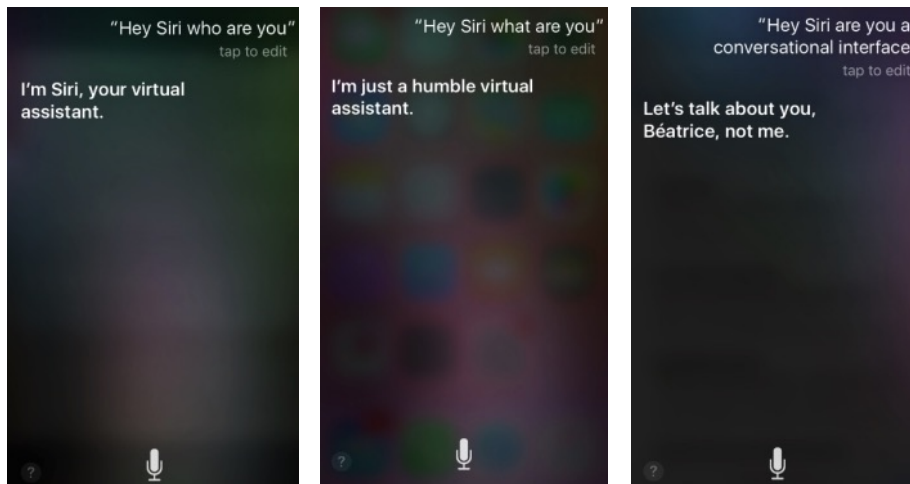 “Hey Siri who are you”
tap to edit
I’m Siri, your virtual
assistant.
?
“Hey Siri what are you”
tap to edit
I’m just a humble virtual
assistant.
?
“Hey Siri are you a
conversational interface
tap to edit
Let’s talk about you,
Béatrice, not me.
?